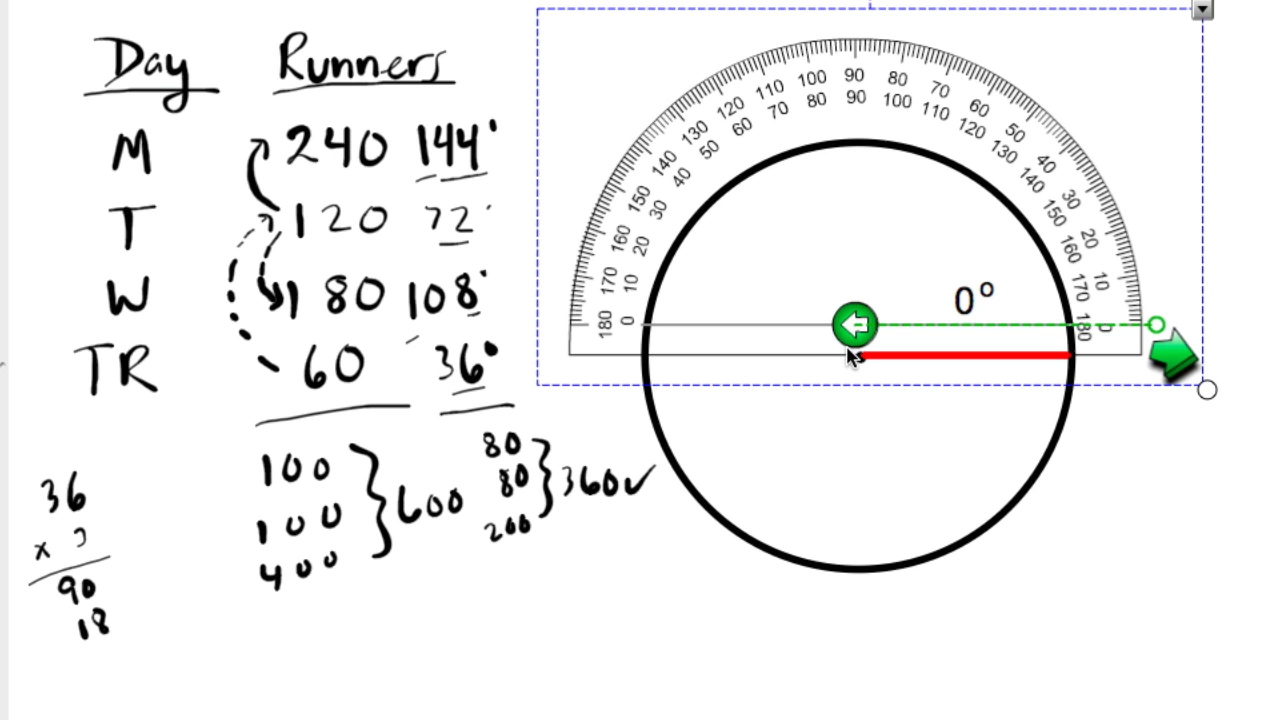 Day Runners
M 240 144°
T 120 72°
W 180 108°
TR 60 36°
100
100
400
} 600
80
80
200
} 360✓
36
x 3
90
18
0°
180 170 160 150 140 130 120 110 100 90 80 70 60 50 40 30 20 10 0
0 10 20 30 40 50 60 70 80 90 100 110 120 130 140 150 160 170 180